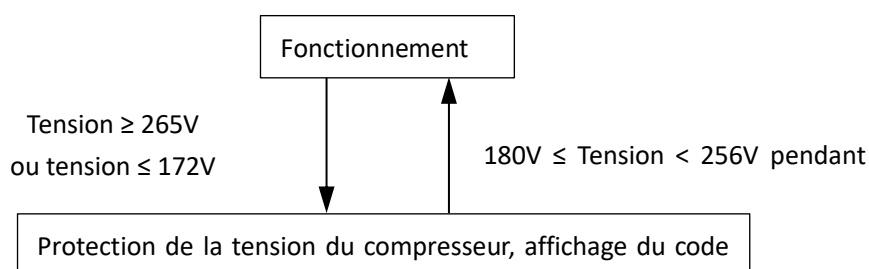 Fonctionnement
Tension ≥ 265V
ou tension ≤ 172V
180V ≤ Tension < 256V pendant
Protection de la tension du compresseur, affichage du code